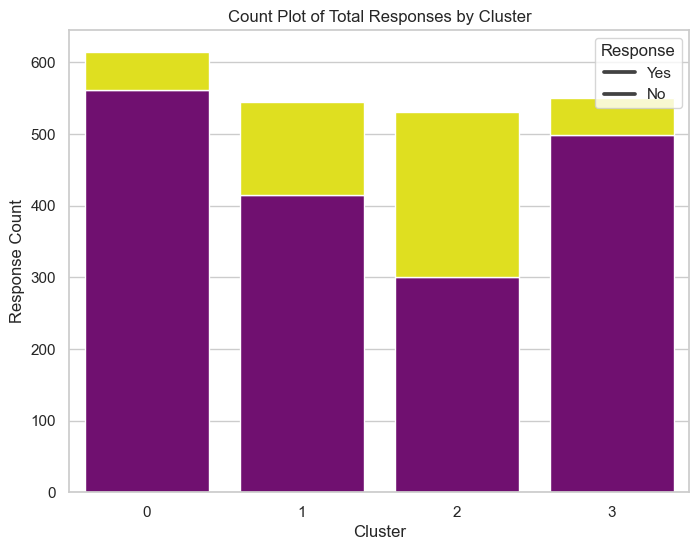 Count Plot of Total Responses by Cluster
Response
Yes
No
600
500
400
300
200
100
0
Response Count
0 1 2 3
Cluster